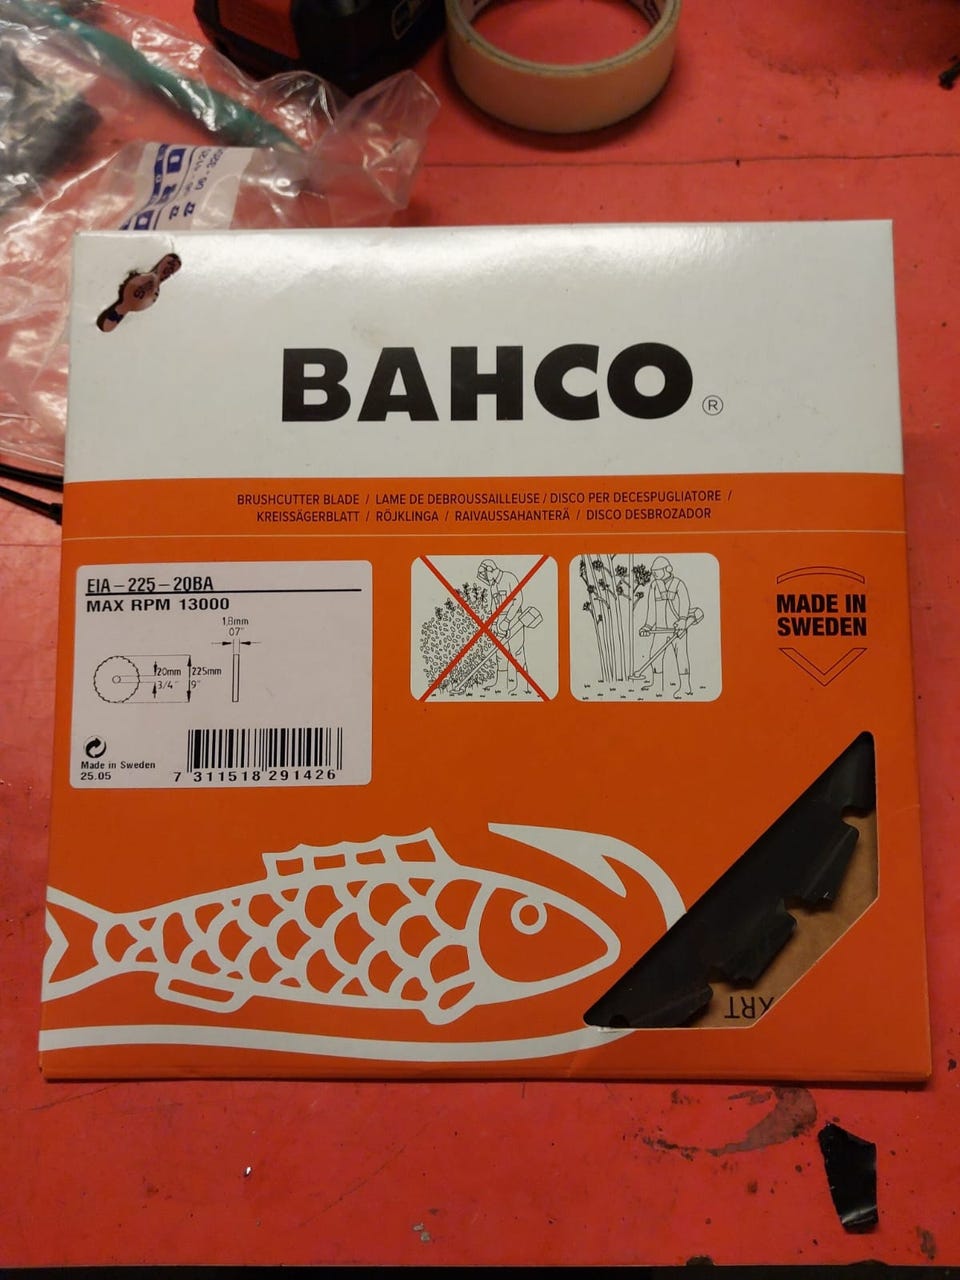 BAHCO®
BRUSHCUTTER BLADE / LAME DE DEBROUSSAILLEUSE / DISCO PER DECESPUGLIATORE /
KREISSÄGERBLATT / RÖJKLINGA / RAIVAUSSAHANTERÄ / DISCO DESBROZADOR
EIA-225-20BA
MAX RPM 13000
1,8mm
07"
20mm
3/4"
225mm
9"
Made in Sweden
25.05
7 311518 291426
MADE IN
SWEDEN
XRT